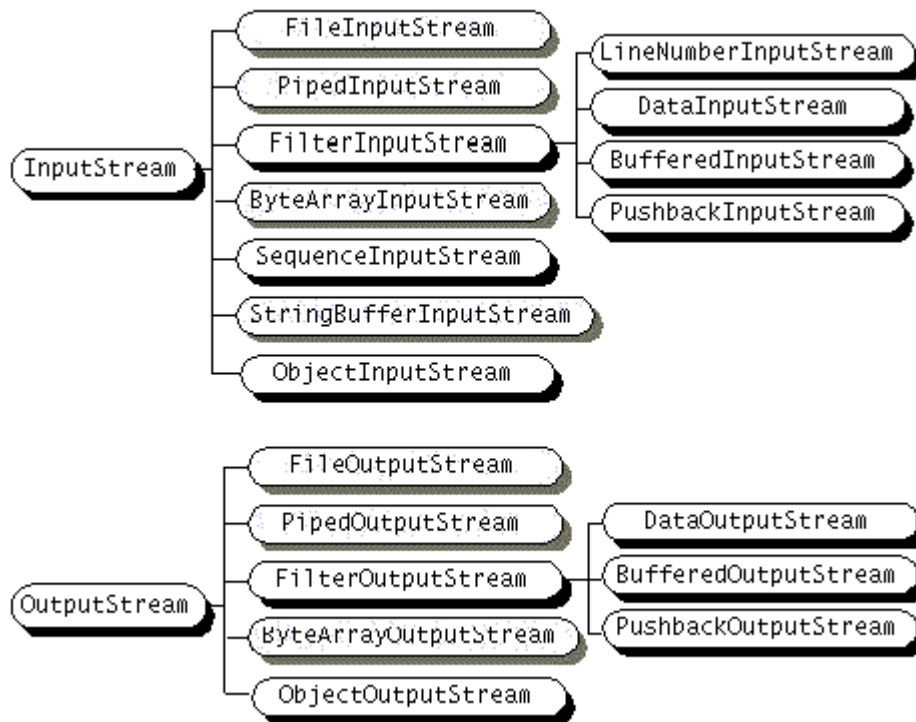 FileInputStream
PipedInputStream
FilterInputStream
InputStream
ByteArrayInputStream
SequenceInputStream
StringBufferInputStream
ObjectInputStream
LineNumberInputStream
DataInputStream
BufferedInputStream
PushbackInputStream
FileOutputStream
PipedOutputStream
FilterOutputStream
OutputStream
ByteArrayOutputStream
ObjectOutputStream
DataOutputStream
BufferedOutputStream
PushbackOutputStream